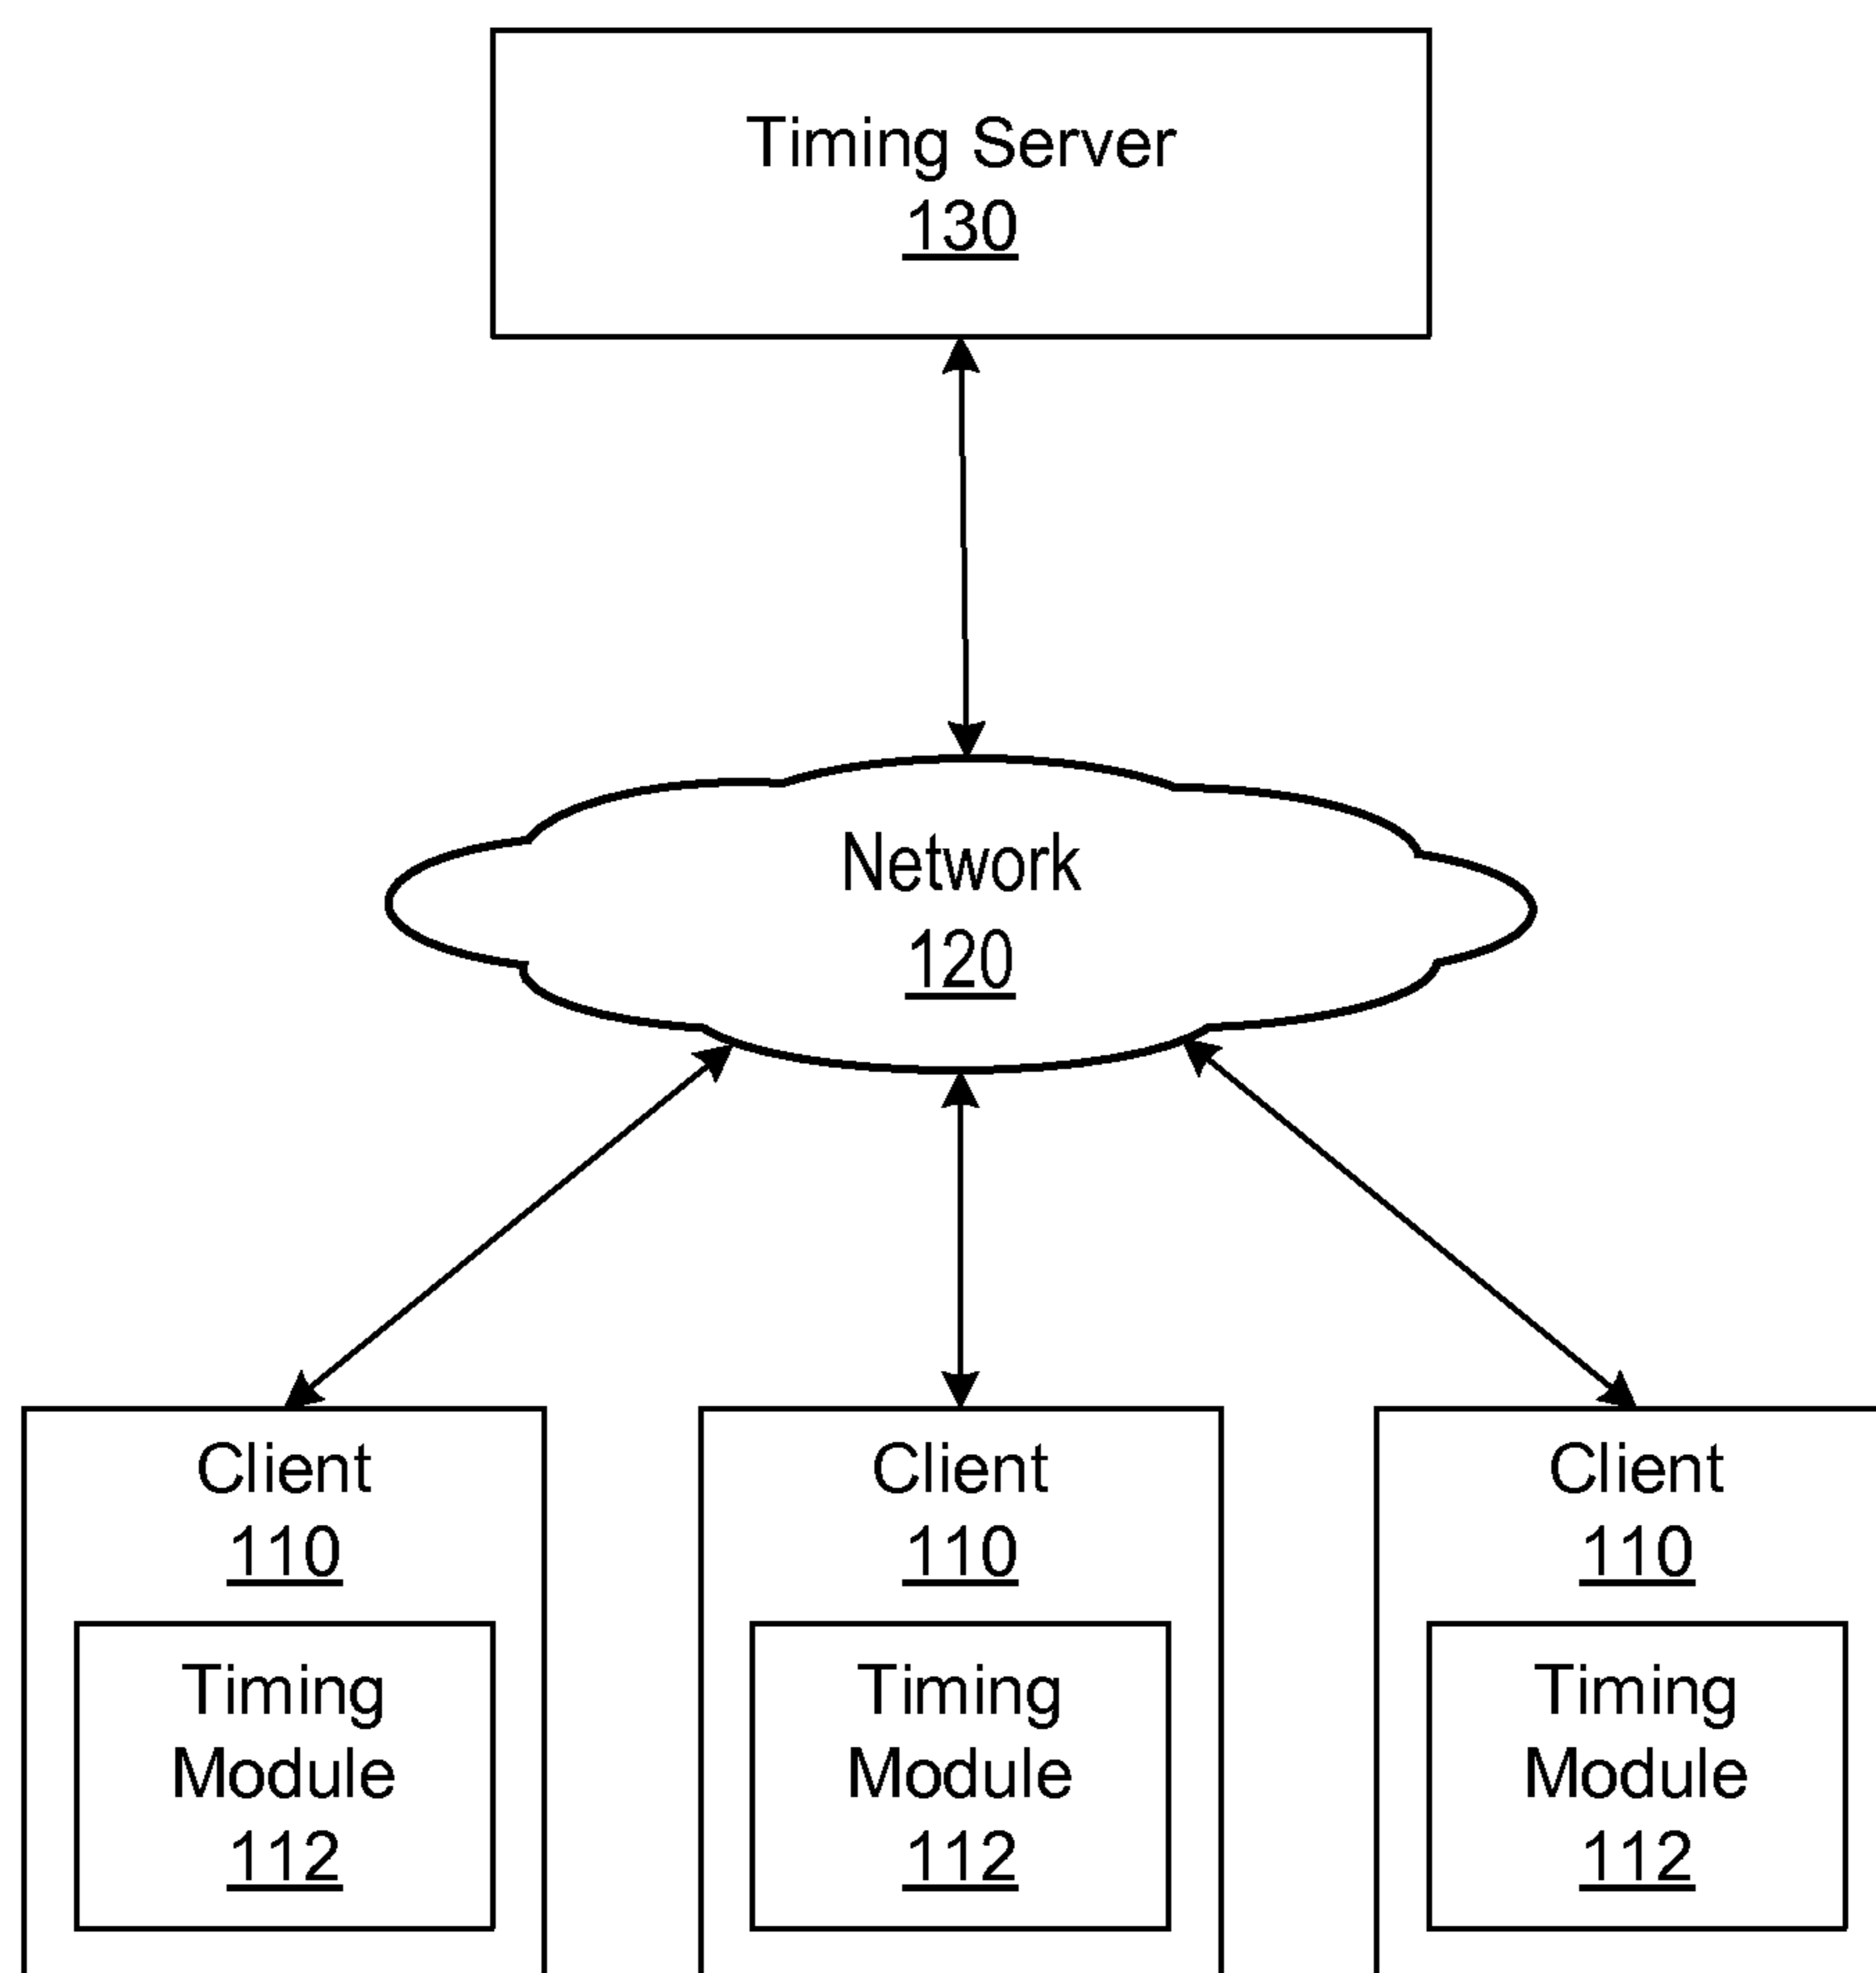 Timing Server
130
Network
120
Client
110
Timing
Module
112
Client
110
Timing
Module
112
Client
110
Timing
Module
112